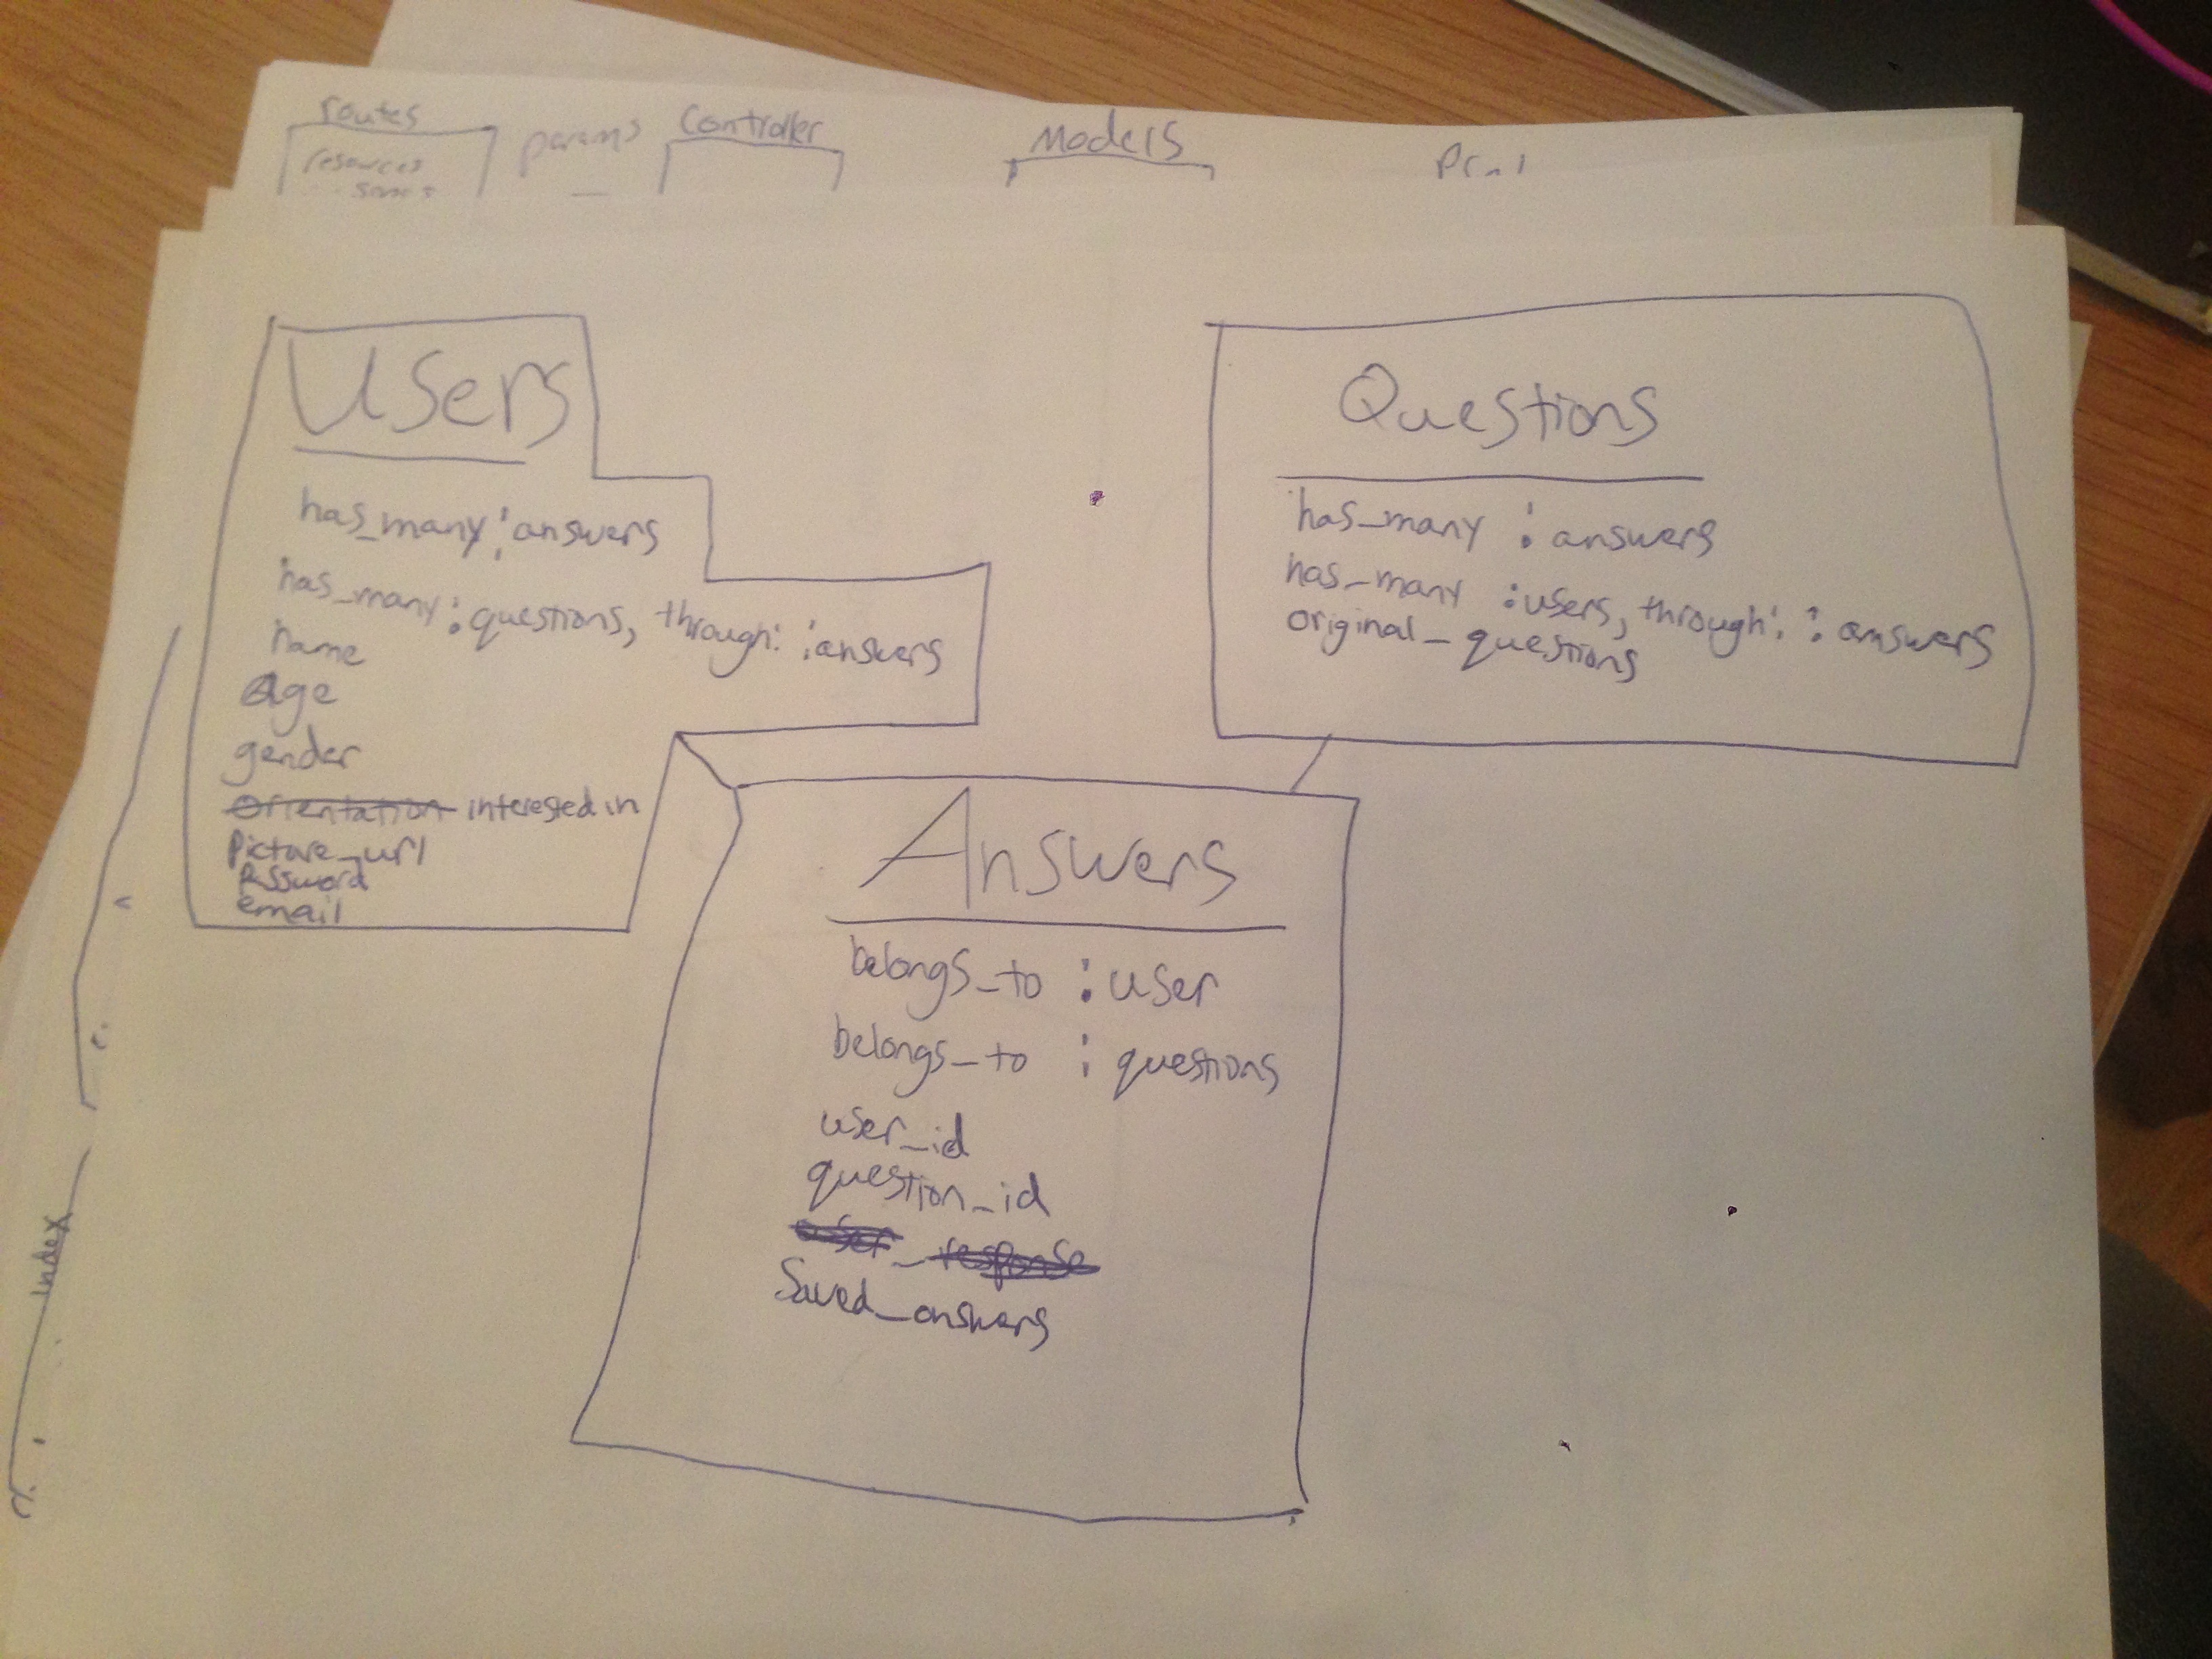 routes
params
Controller
Models
resources
Users
has_many :answers
has_many :questions, through: :answers
name
age
gender
orientation interested in
picture_url
password
email
Questions
has_many :answers
has_many :users, through: :answers
original_questions
Answers
belongs_to :user
belongs_to :questions
user_id
question_id
user_response
Saved_answers
index